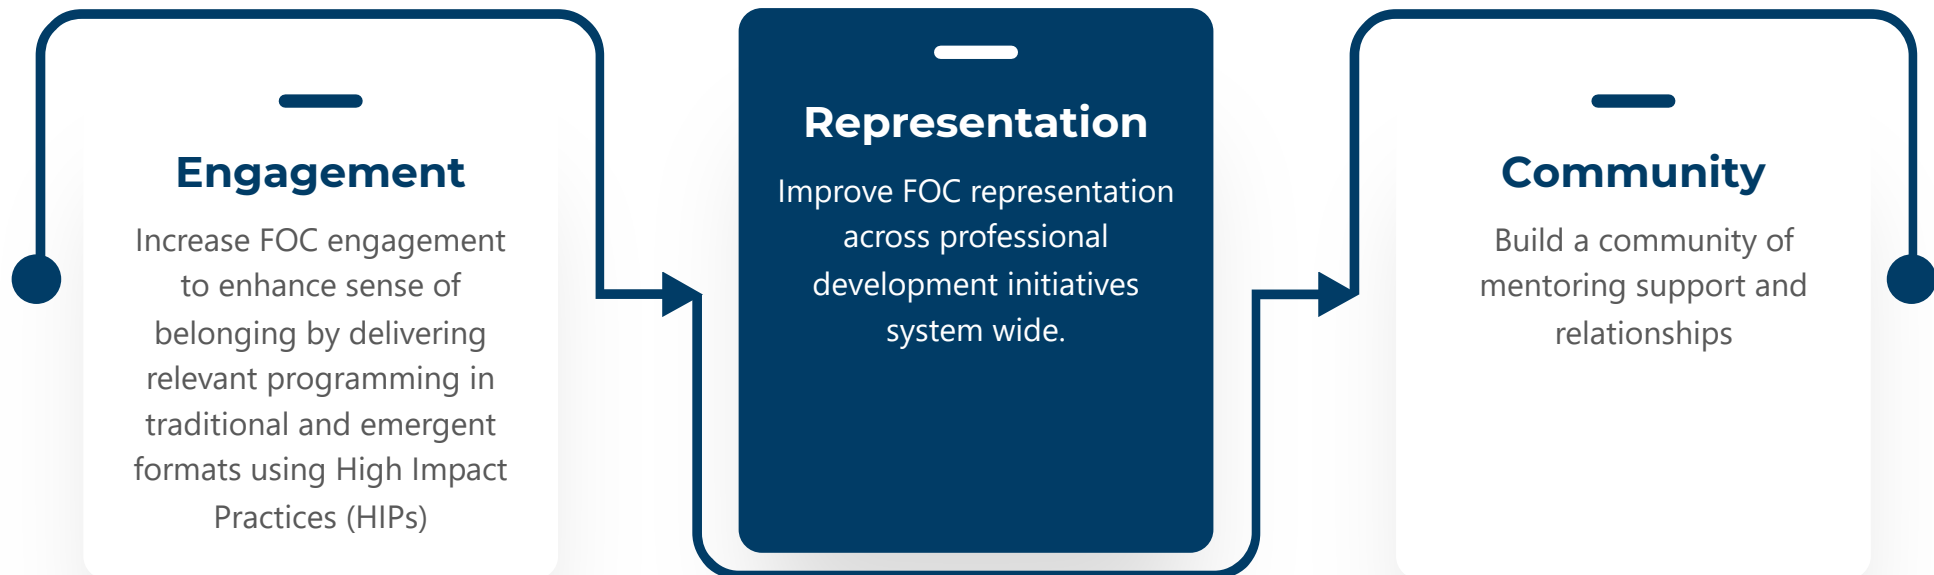 Engagement
Increase FOC engagement
to enhance sense of
belonging by delivering
relevant programming in
traditional and emergent
formats using High Impact
Practices (HIPs)
Representation
Improve FOC representation
across professional
development initiatives
system wide.
Community
Build a community of
mentoring support and
relationships